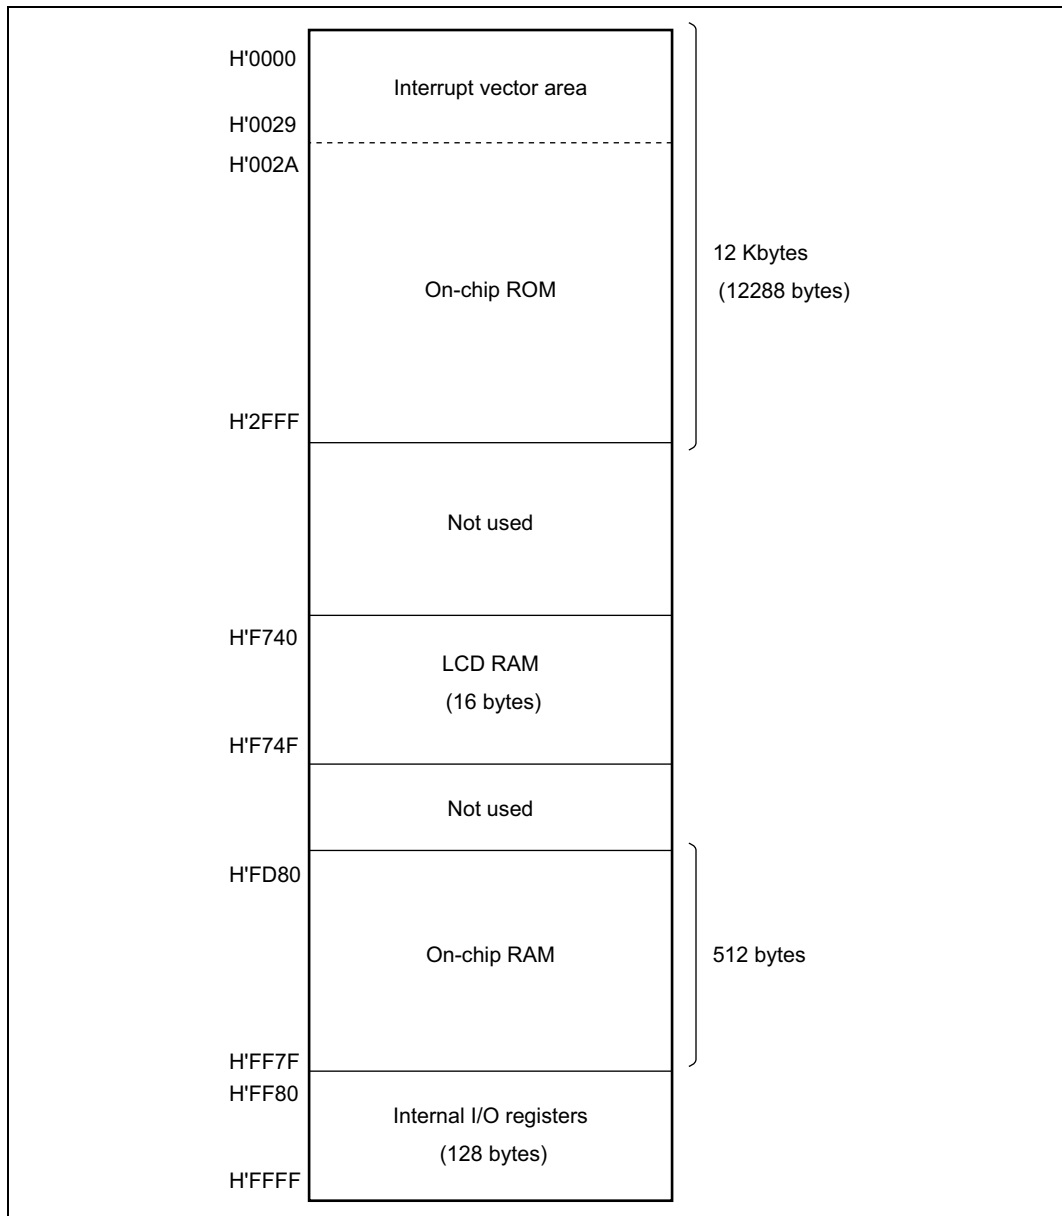 H'0000
Interrupt vector area
H'0029
H'002A
12 Kbytes
(12288 bytes)
On-chip ROM
H'2FFF
Not used
H'F740
LCD RAM
(16 bytes)
H'F74F
Not used
H'FD80
On-chip RAM
512 bytes
H'FF7F
H'FF80
Internal I/O registers
(128 bytes)
H'FFFF